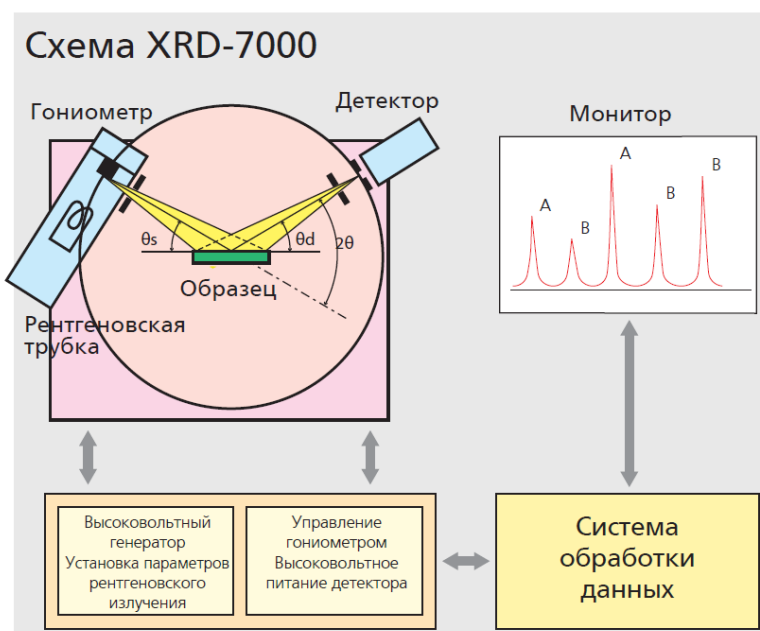 Схема XRD-7000
Гониометр
Детектор
Монитор
A
B
A
B
B
θs
θd
2θ
Образец
Рентгеновская
трубка
Высоковольтный
генератор
Установка параметров
рентгеновского
излучения
Управление
гониометром
Высоковольтное
питание детектора
Система
обработки
данных